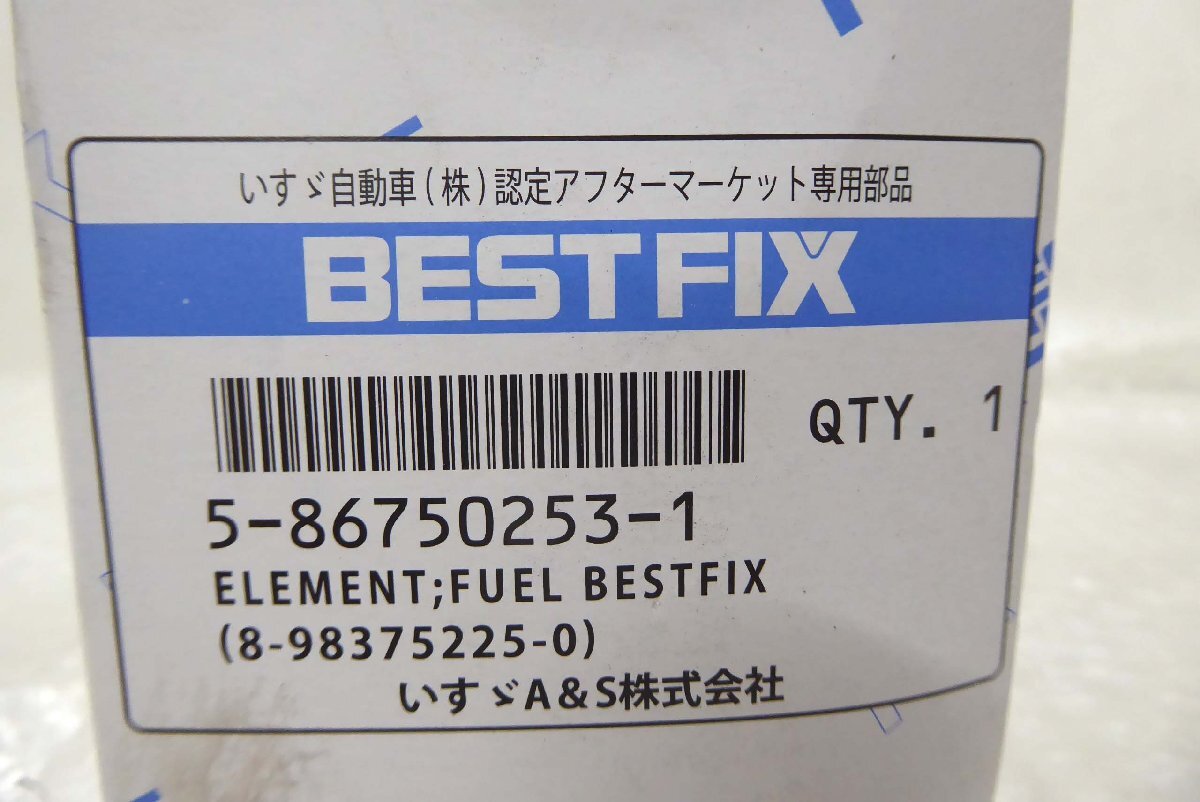 いすゞ自動車(株)認定アフターマーケット専用部品
BESTFIX
QTY. 1
5-86750253-1
ELEMENT;FUEL BESTFIX
(8-98375225-0)
いすゞA&S株式会社